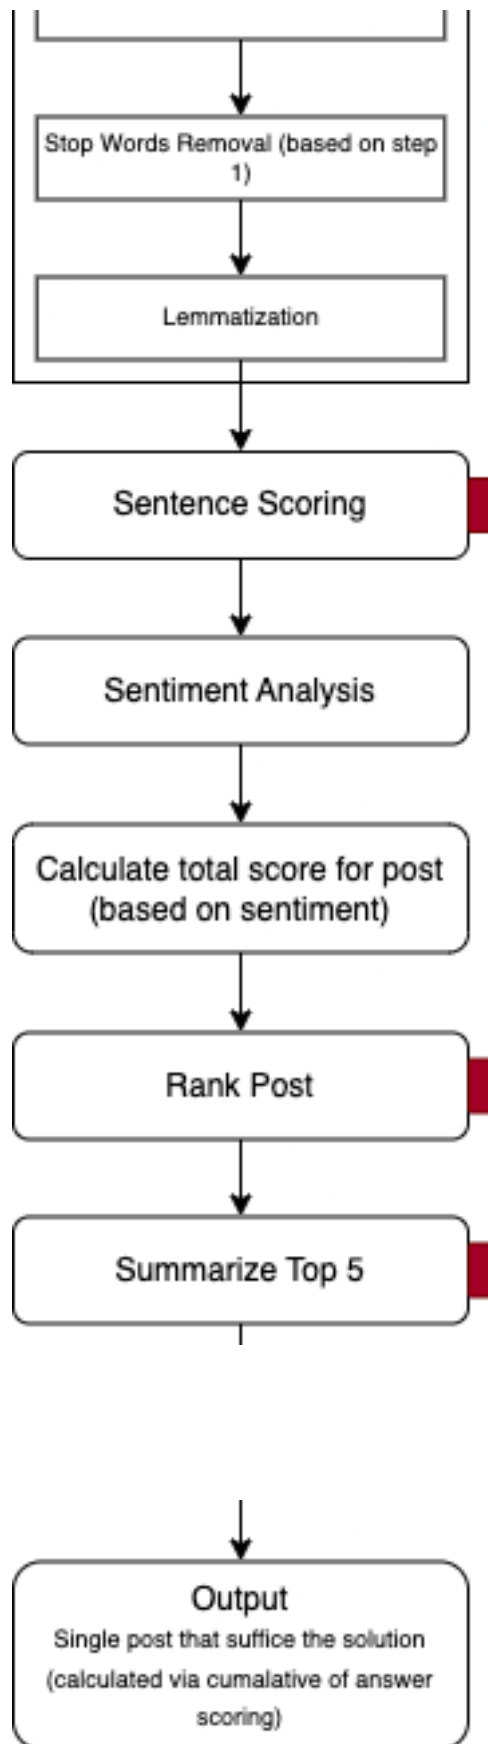 Stop Words Removal (based on step
1)
Lemmatization
Sentence Scoring
Sentiment Analysis
Calculate total score for post
(based on sentiment)
Rank Post
Summarize Top 5
Output
Single post that suffice the solution
(calculated via cumalative of answer
scoring)